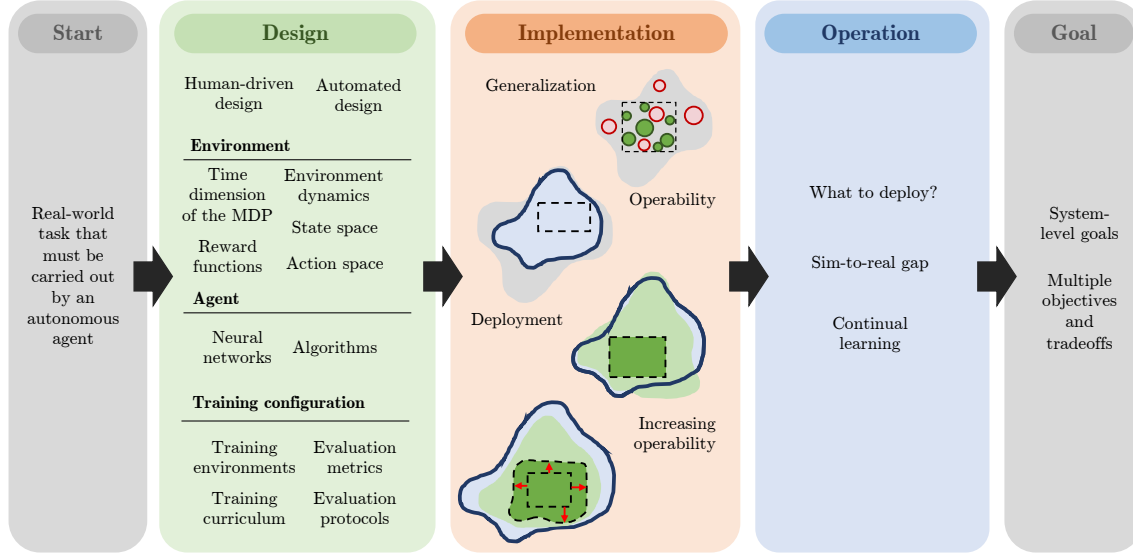 Start
Real-world
task that
must be
carried out
by an
autonomous
agent
Design
Human-driven
design
Automated
design
Environment
Time
dimension
of the MDP
Environment
dynamics
State space
Reward
functions
Action space
Agent
Neural
networks
Algorithms
Training configuration
Training
environments
Evaluation
metrics
Training
curriculum
Evaluation
protocols
Implementation
Generalization
Operability
Deployment
Increasing
operability
Operation
What to deploy?
Sim-to-real gap
Continual
learning
Goal
System-
level goals
Multiple
objectives
and
tradeoffs